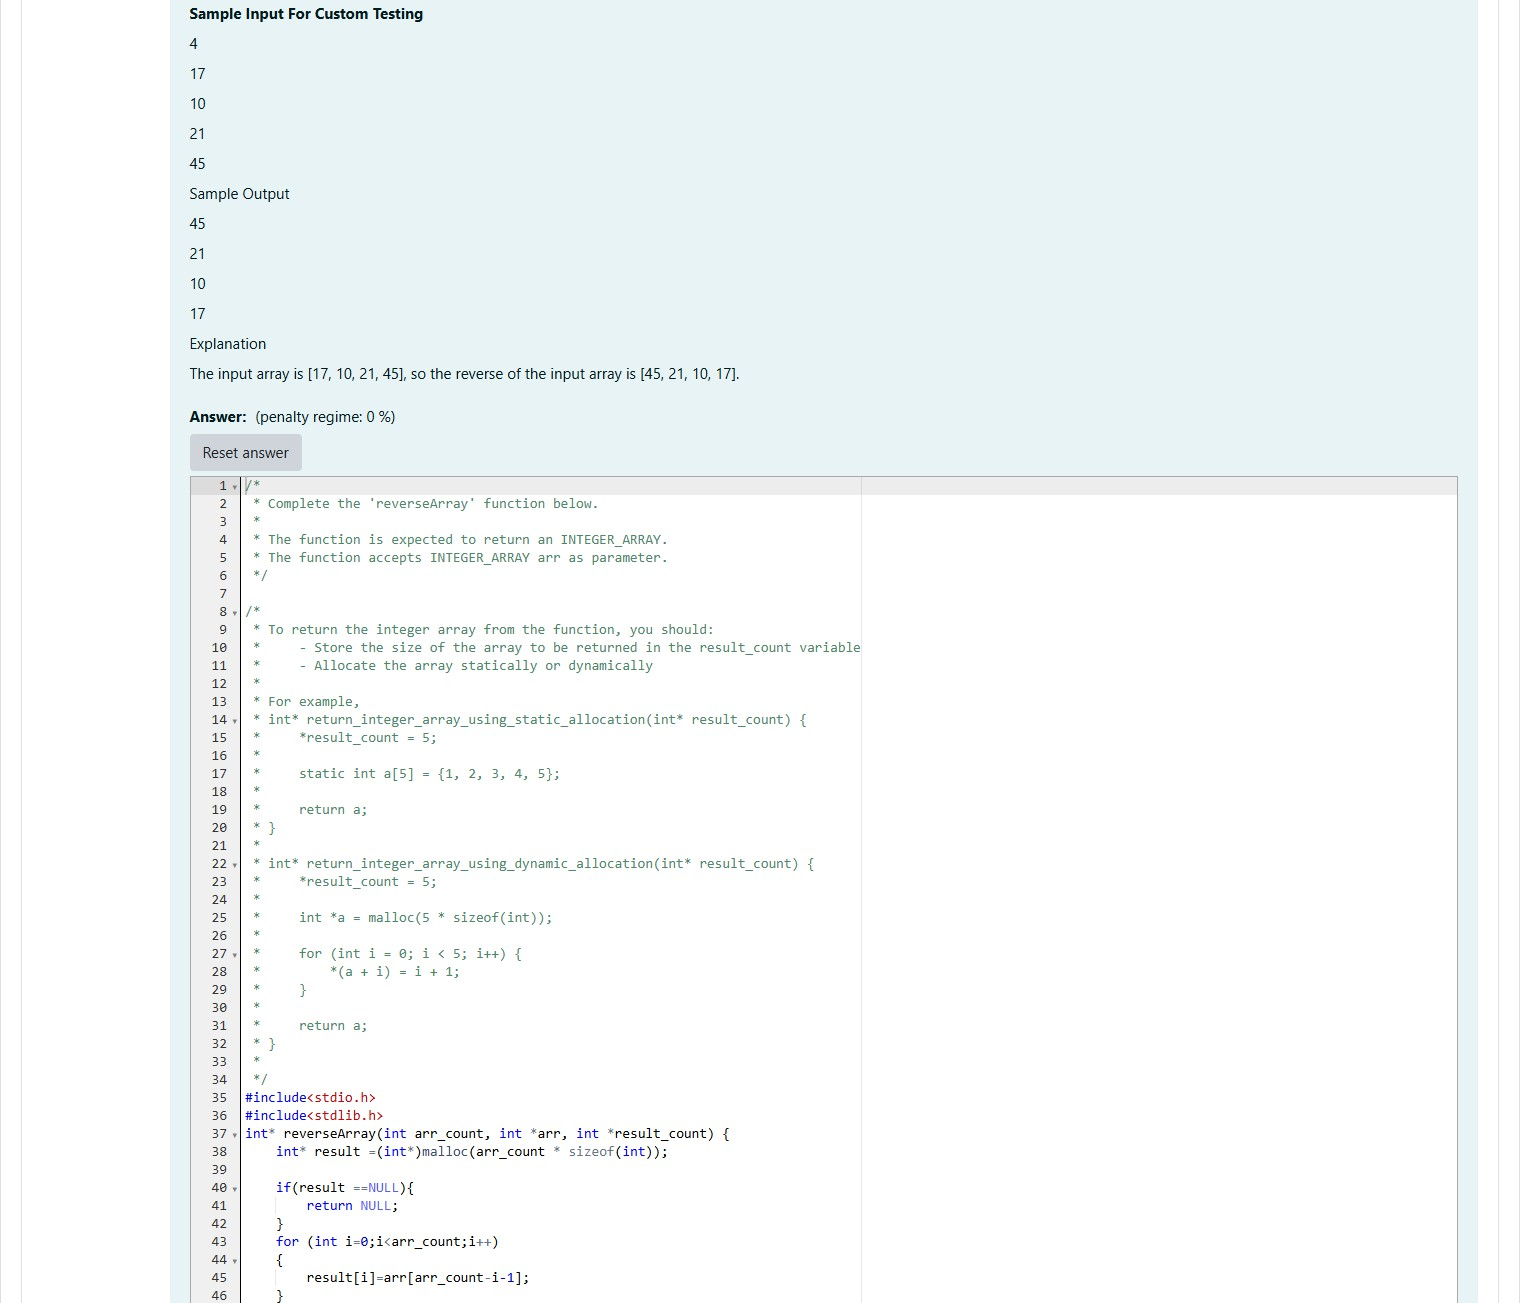 Sample Input For Custom Testing
4
17
10
21
45
Sample Output
45
21
10
17
Explanation
The input array is [17, 10, 21, 45], so the reverse of the input array is [45, 21, 10, 17].
Answer: (penalty regime: 0 %)
Reset answer
1 /*
2  * Complete the 'reverseArray' function below.
3  *
4  * The function is expected to return an INTEGER_ARRAY.
5  * The function accepts INTEGER_ARRAY arr as parameter.
6  */
7
8 /*
9  * To return the integer array from the function, you should:
10  *     - Store the size of the array to be returned in the result_count variable
11  *     - Allocate the array statically or dynamically
12  *
13  * For example,
14  * int* return_integer_array_using_static_allocation(int* result_count) {
15  *     *result_count = 5;
16  *
17  *     static int a[5] = {1, 2, 3, 4, 5};
18  *
19  *     return a;
20  * }
21  *
22  * int* return_integer_array_using_dynamic_allocation(int* result_count) {
23  *     *result_count = 5;
24  *
25  *     int *a = malloc(5 * sizeof(int));
26  *
27  *     for (int i = 0; i < 5; i++) {
28  *         *(a + i) = i + 1;
29  *     }
30  *
31  *     return a;
32  * }
33  *
34  */
35 #include<stdio.h>
36 #include<stdlib.h>
37 int* reverseArray(int arr_count, int *arr, int *result_count) {
38     int* result =(int*)malloc(arr_count * sizeof(int));
39
40     if(result ==NULL){
41         return NULL;
42     }
43     for (int i=0;i<arr_count;i++)
44     {
45         result[i]=arr[arr_count-i-1];
46     }